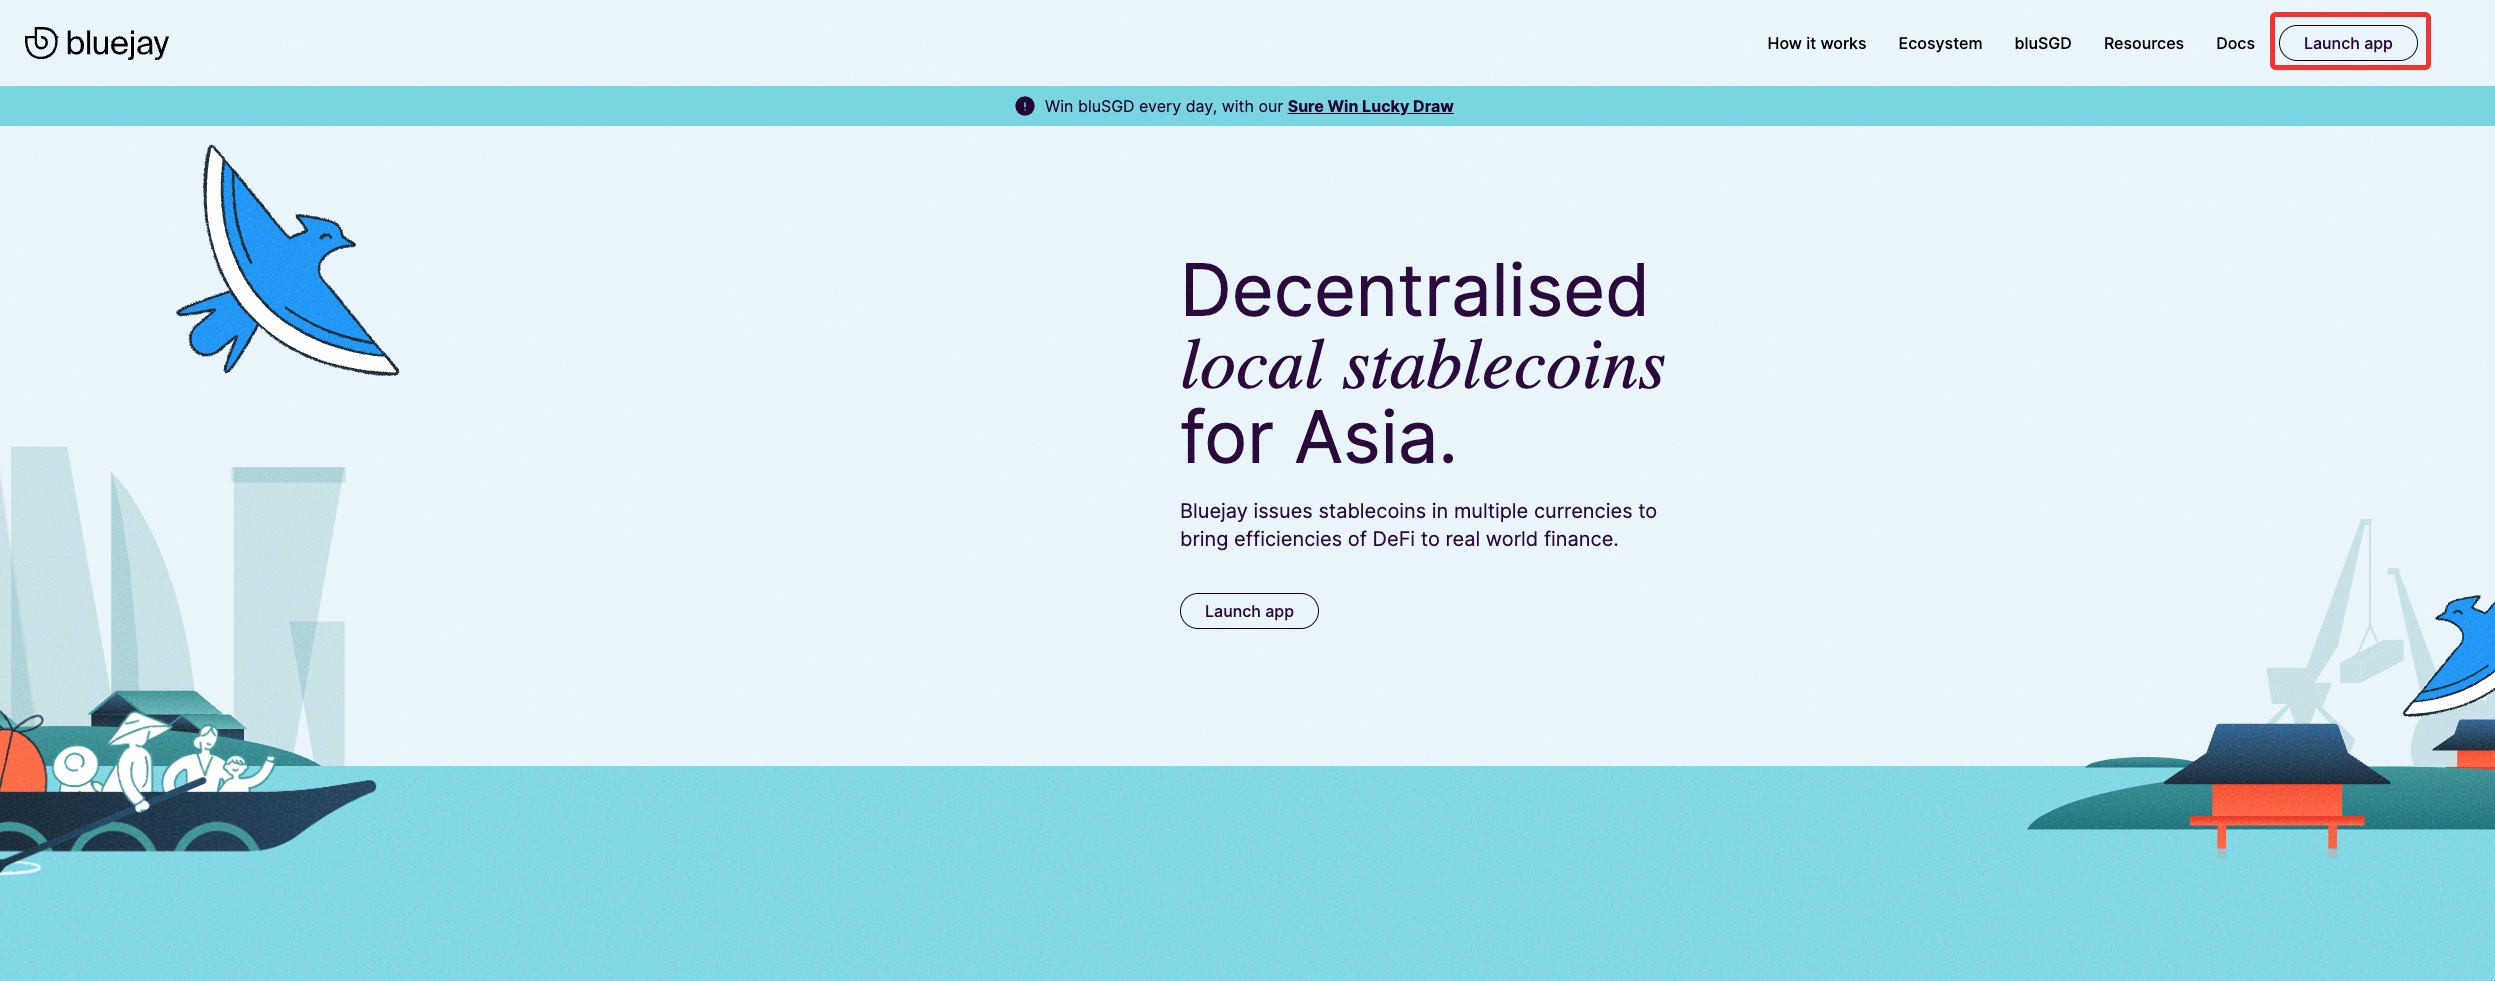 bluejay
How it works
Ecosystem
bluSGD
Resources
Docs
Launch app
Win bluSGD every day, with our Sure Win Lucky Draw
Decentralised
local stablecoins
for Asia.
Bluejay issues stablecoins in multiple currencies to
bring efficiencies of DeFi to real world finance.
Launch app